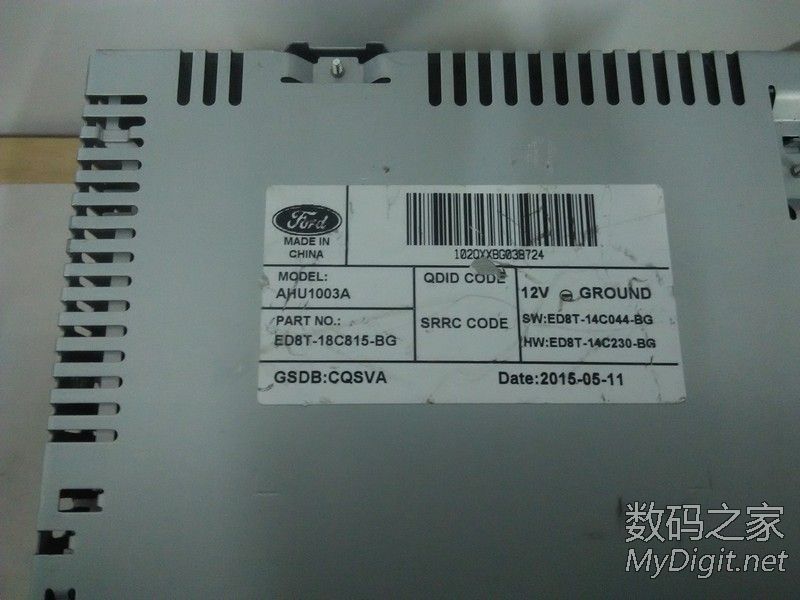 Ford
MADE IN
CHINA
102OYXBG03B724
MODEL:
AHU1003A
QDID CODE
12V ⊖ GROUND
PART NO.:
ED8T-18C815-BG
SRRC CODE
SW:ED8T-14C044-BG
HW:ED8T-14C230-BG
GSDB:CQSVA
Date:2015-05-11
数码之家
MyDigit.net